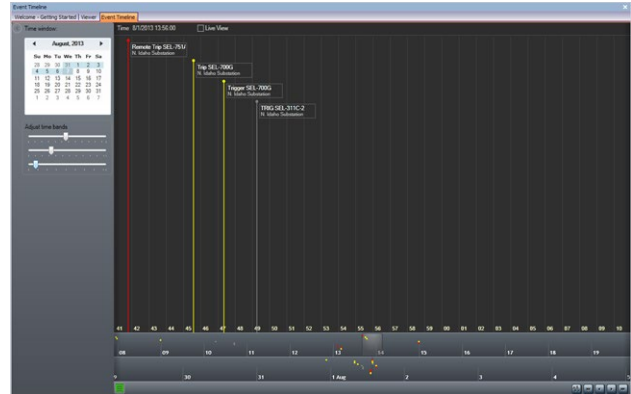 Event Timeline
Welcome - Getting Started | Viewer | Event Timeline
Time window
Time: 8/1/2013 13:56:00 Live View
August, 2013
Su Mo Tu We Th Fr Sa
28 29 30 31 1 2 3
4 5 6 8 9 10
11 12 13 14 15 16 17
18 19 20 21 22 23 24
25 26 27 28 29 30 31
1 2 3 4 5 6 7
Adjust time bands
Remote Trip SEL-751A
N. Idaho Substation
Trip SEL-700G
N. Idaho Substation
Trigger SEL-700G
N. Idaho Substation
TRIG SEL-311C-2
N. Idaho Substation
41 42 43 44 45 46 47 48 49 50 51 52 53 54 55 56 57 58 59 00 01 02 03 04 05 06 07 08 09 10
08 09 10 11 12 13 14 15 16 17 18 19
30 31 1 Aug 2 3 4